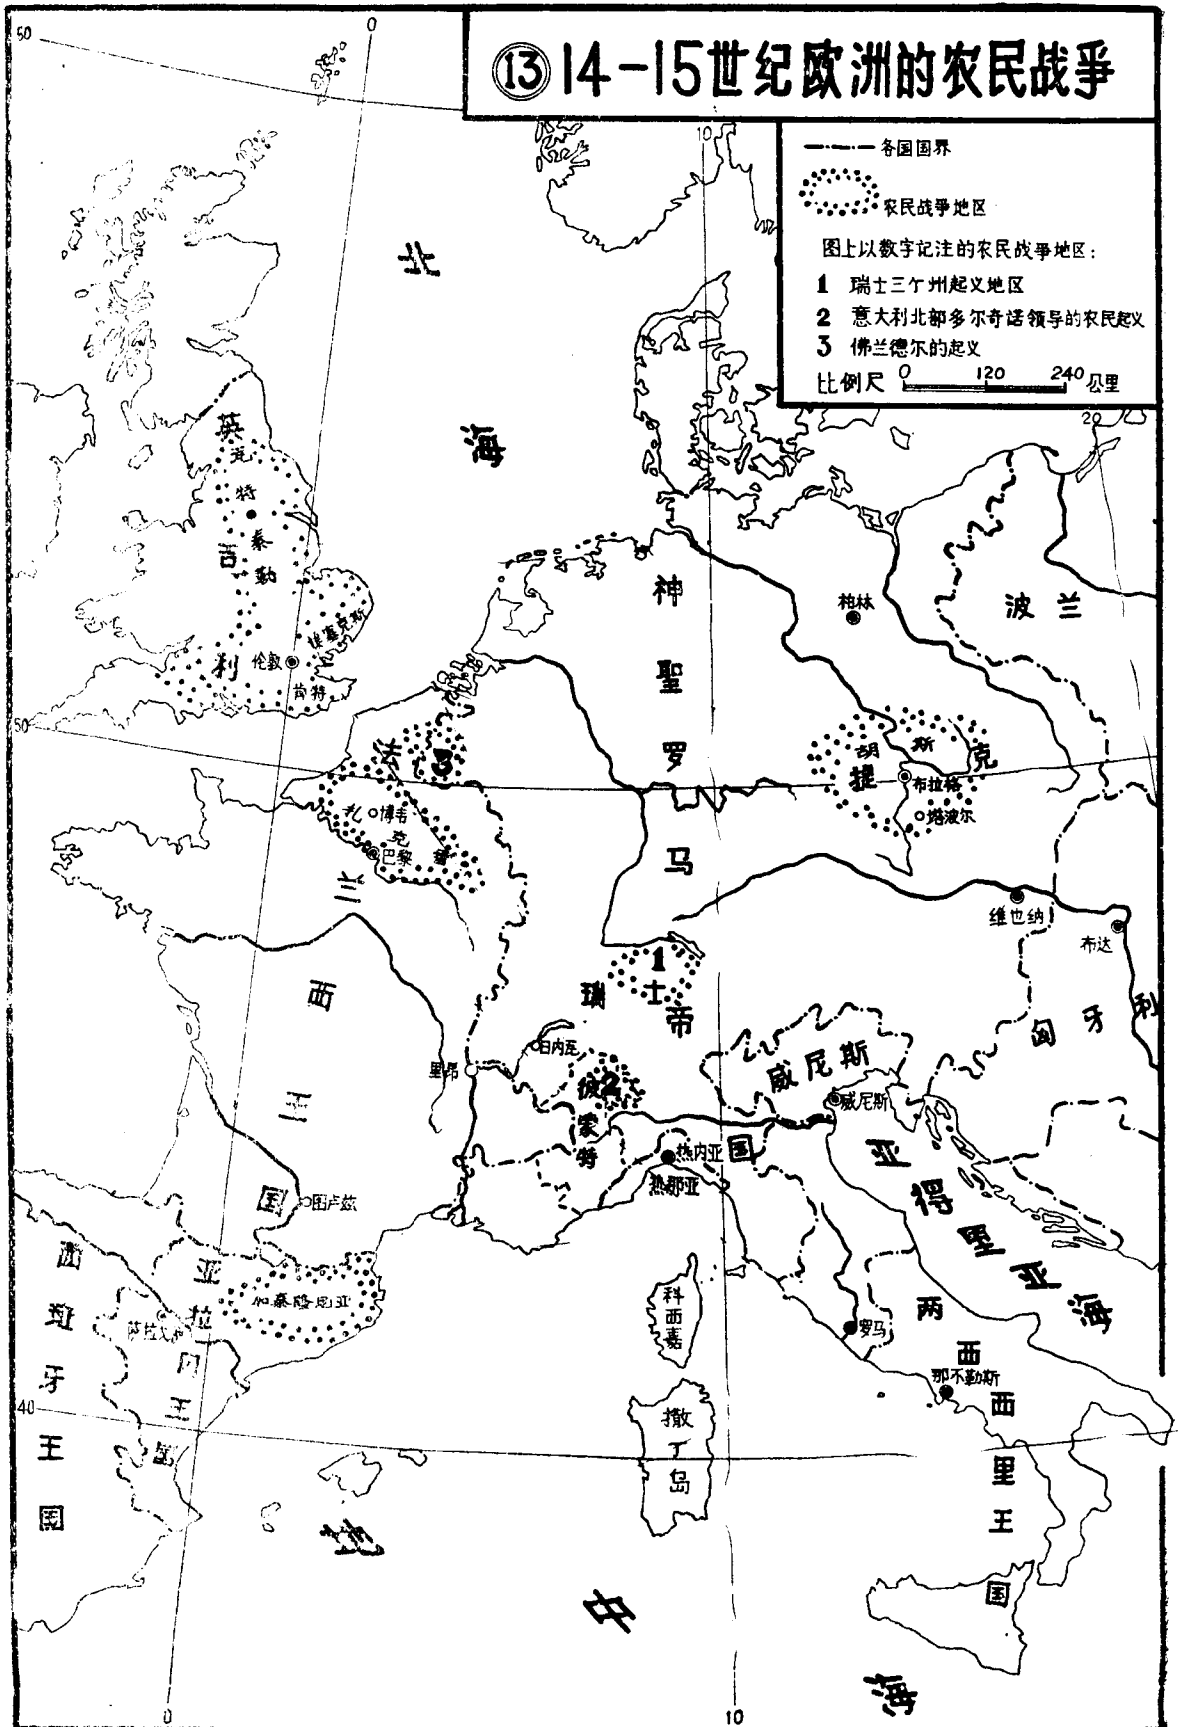 ⑬14-15世纪欧洲的农民战争
各国国界
农民战争地区
图上以数字记注的农民战争地区:
1 瑞士三个州起义地区
2 意大利北部多尔奇诺领导的农民起义
3 佛兰德尔的起义
比例尺 0 120 240公里
50
0
10
20
北
海
英
吉
利
瓦
特
泰
勒
埃塞克斯
伦敦
肯特
50
神
聖
罗
马
帝
国
柏林
波兰
法
兰
西
王
国
3
扎
博韦
克
雷
巴黎
胡
斯
捷
克
布拉格
塔波尔
维也纳
布达
匈牙利
1
瑞
士
日内瓦
里昂
彼
2
蒙
特
威尼斯
威尼斯
热内亚
热那亚
图卢兹
亚
得
里
亚
海
西
班
牙
王
国
亚
拉
冈
王
国
加泰隆尼亚
科
西
嘉
罗马
两
西
西
里
王
国
那不勒斯
40
撒
丁
岛
地
中
海
0
10